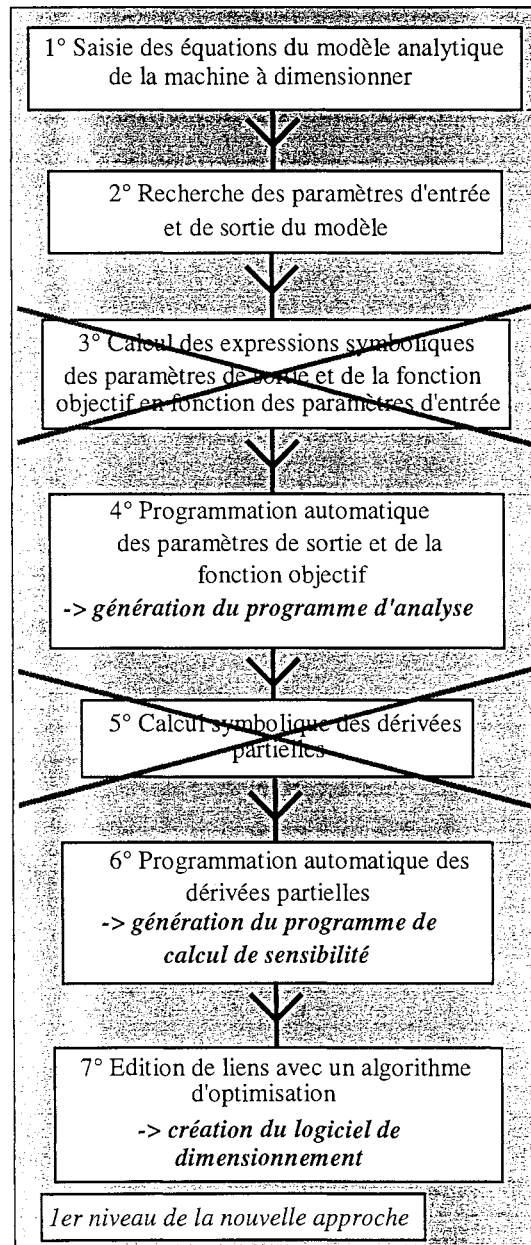 1° Saisie des équations du modèle analytique
de la machine à dimensionner
2° Recherche des paramètres d'entrée
et de sortie du modèle
3° Calcul des expressions symboliques
des paramètres de sortie et de la fonction
objectif en fonction des paramètres d'entrée
4° Programmation automatique
des paramètres de sortie et de la
fonction objectif
-> génération du programme d'analyse
5° Calcul symbolique des dérivées
partielles
6° Programmation automatique des
dérivées partielles
-> génération du programme de
calcul de sensibilité
7° Edition de liens avec un algorithme
d'optimisation
-> création du logiciel de
dimensionnement
1er niveau de la nouvelle approche